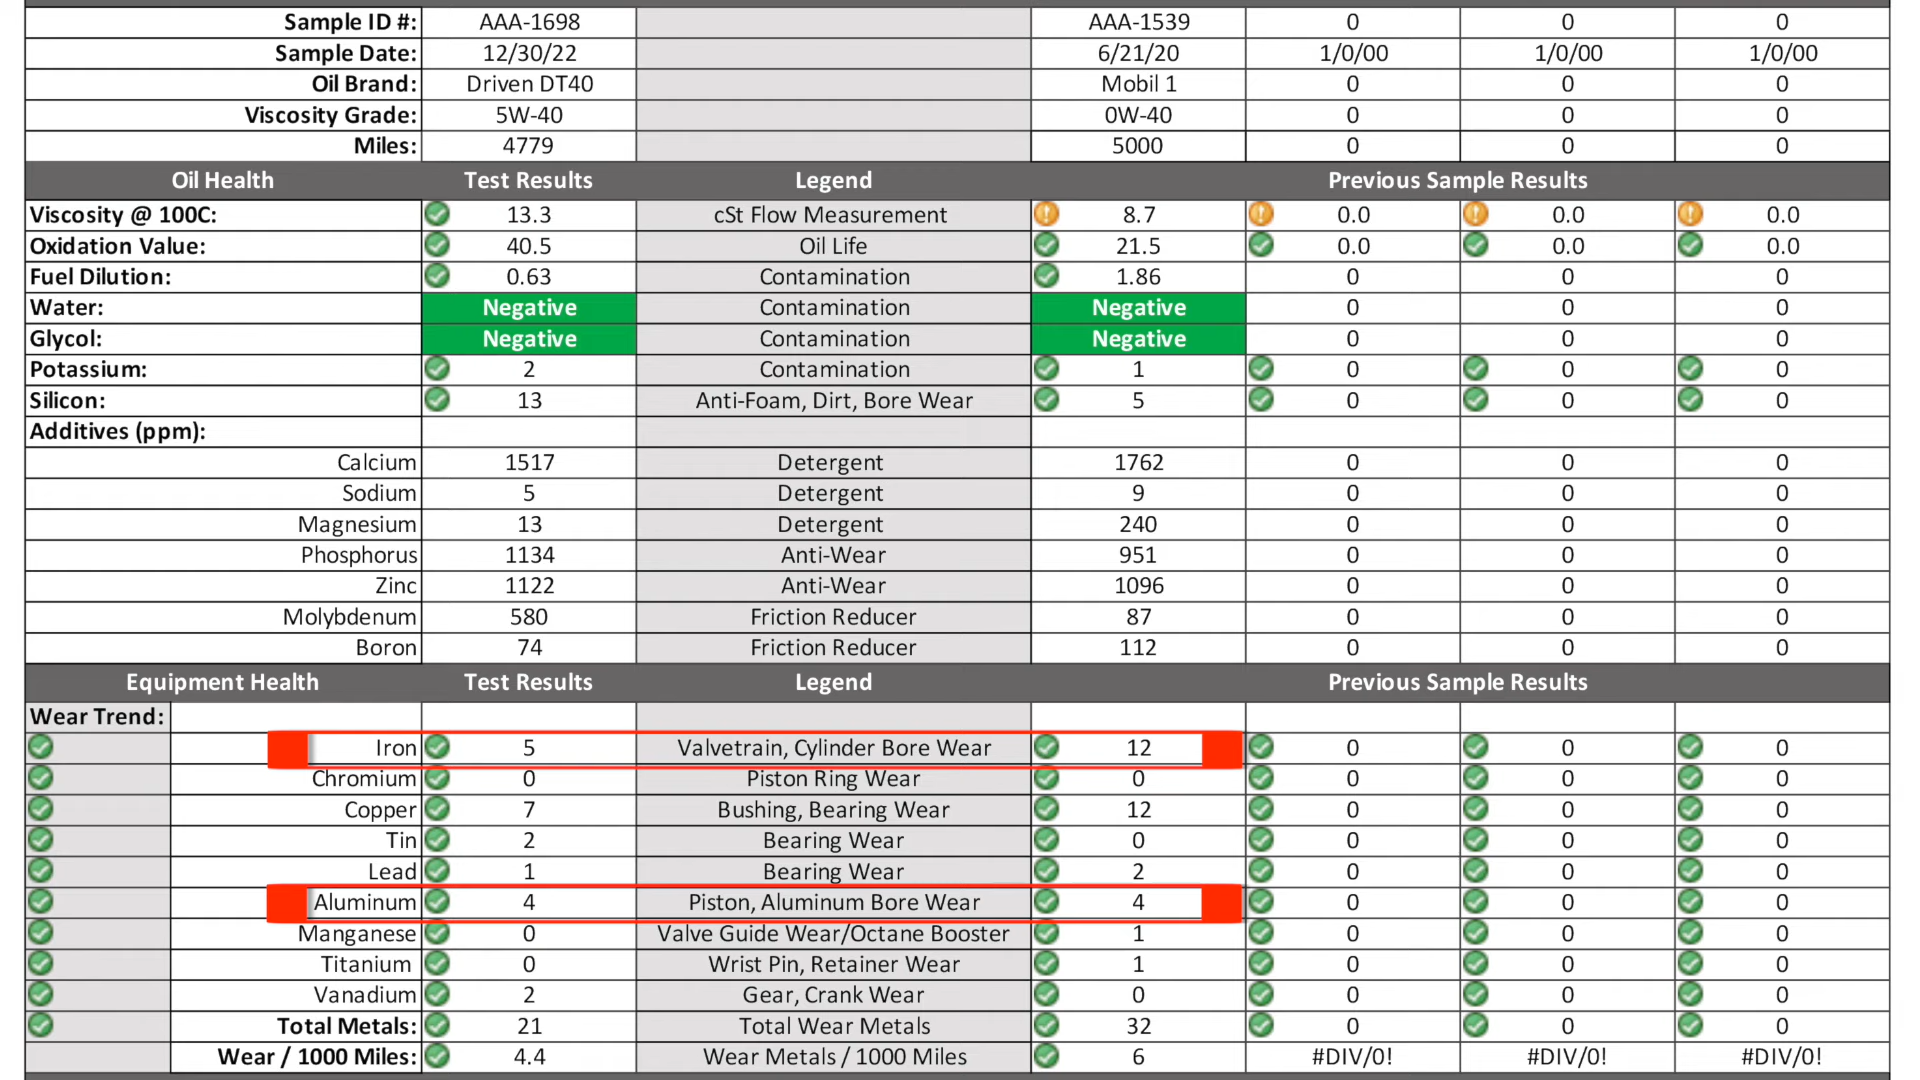 Sample ID #: AAA-1698 AAA-1539 0 0 0
Sample Date: 12/30/22 6/21/20 1/0/00 1/0/00 1/0/00
Oil Brand: Driven DT40 Mobil 1 0 0 0
Viscosity Grade: 5W-40 0W-40 0 0 0
Miles: 4779 5000 0 0 0
Oil Health Test Results Legend Previous Sample Results
Viscosity @ 100C: 13.3 cSt Flow Measurement 8.7 0.0 0.0 0.0
Oxidation Value: 40.5 Oil Life 21.5 0.0 0.0 0.0
Fuel Dilution: 0.63 Contamination 1.86 0 0 0
Water: Negative Contamination Negative 0 0 0
Glycol: Negative Contamination Negative 0 0 0
Potassium: 2 Contamination 1 0 0 0
Silicon: 13 Anti-Foam, Dirt, Bore Wear 5 0 0 0
Additives (ppm):
Calcium 1517 Detergent 1762 0 0 0
Sodium 5 Detergent 9 0 0 0
Magnesium 13 Detergent 240 0 0 0
Phosphorus 1134 Anti-Wear 951 0 0 0
Zinc 1122 Anti-Wear 1096 0 0 0
Molybdenum 580 Friction Reducer 87 0 0 0
Boron 74 Friction Reducer 112 0 0 0
Equipment Health Test Results Legend Previous Sample Results
Wear Trend:
Iron 5 Valvetrain, Cylinder Bore Wear 12 0 0 0
Chromium 0 Piston Ring Wear 0 0 0 0
Copper 7 Bushing, Bearing Wear 12 0 0 0
Tin 2 Bearing Wear 0 0 0 0
Lead 1 Bearing Wear 2 0 0 0
Aluminum 4 Piston, Aluminum Bore Wear 4 0 0 0
Manganese 0 Valve Guide Wear/Octane Booster 1 0 0 0
Titanium 0 Wrist Pin, Retainer Wear 1 0 0 0
Vanadium 2 Gear, Crank Wear 0 0 0 0
Total Metals: 21 Total Wear Metals 32 0 0 0
Wear / 1000 Miles: 4.4 Wear Metals / 1000 Miles 6 #DIV/0! #DIV/0! #DIV/0!